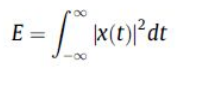 E = ∫_{-∞}^{∞} |x(t)|² dt